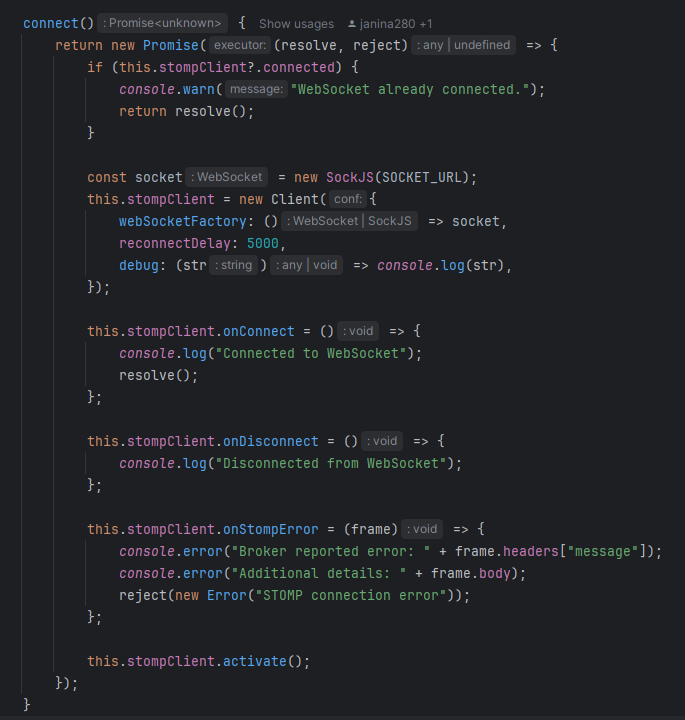 connect() : Promise<unknown> { Show usages janina280 +1
return new Promise( executor: (resolve, reject) : any | undefined => {
if (this.stompClient?.connected) {
console.warn( message: "WebSocket already connected.");
return resolve();
}
const socket : WebSocket = new SockJS(SOCKET_URL);
this.stompClient = new Client( conf: {
webSocketFactory: () : WebSocket | SockJS => socket,
reconnectDelay: 5000,
debug: (str : string ) : any | void => console.log(str),
});
this.stompClient.onConnect = () : void => {
console.log("Connected to WebSocket");
resolve();
};
this.stompClient.onDisconnect = () : void => {
console.log("Disconnected from WebSocket");
};
this.stompClient.onStompError = (frame) : void => {
console.error("Broker reported error: " + frame.headers["message"]);
console.error("Additional details: " + frame.body);
reject(new Error("STOMP connection error"));
};
this.stompClient.activate();
});
}